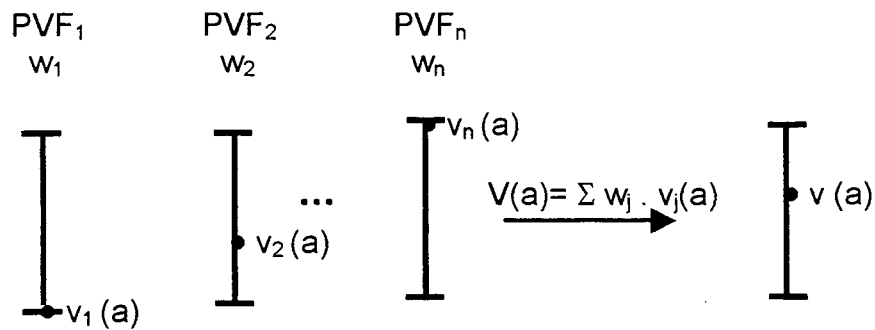 PVF₁ PVF₂ PVFₙ
w₁ w₂ wₙ
vₙ(a)
V(a)= Σ wⱼ . vⱼ(a)
v(a)
...
v₂(a)
v₁(a)